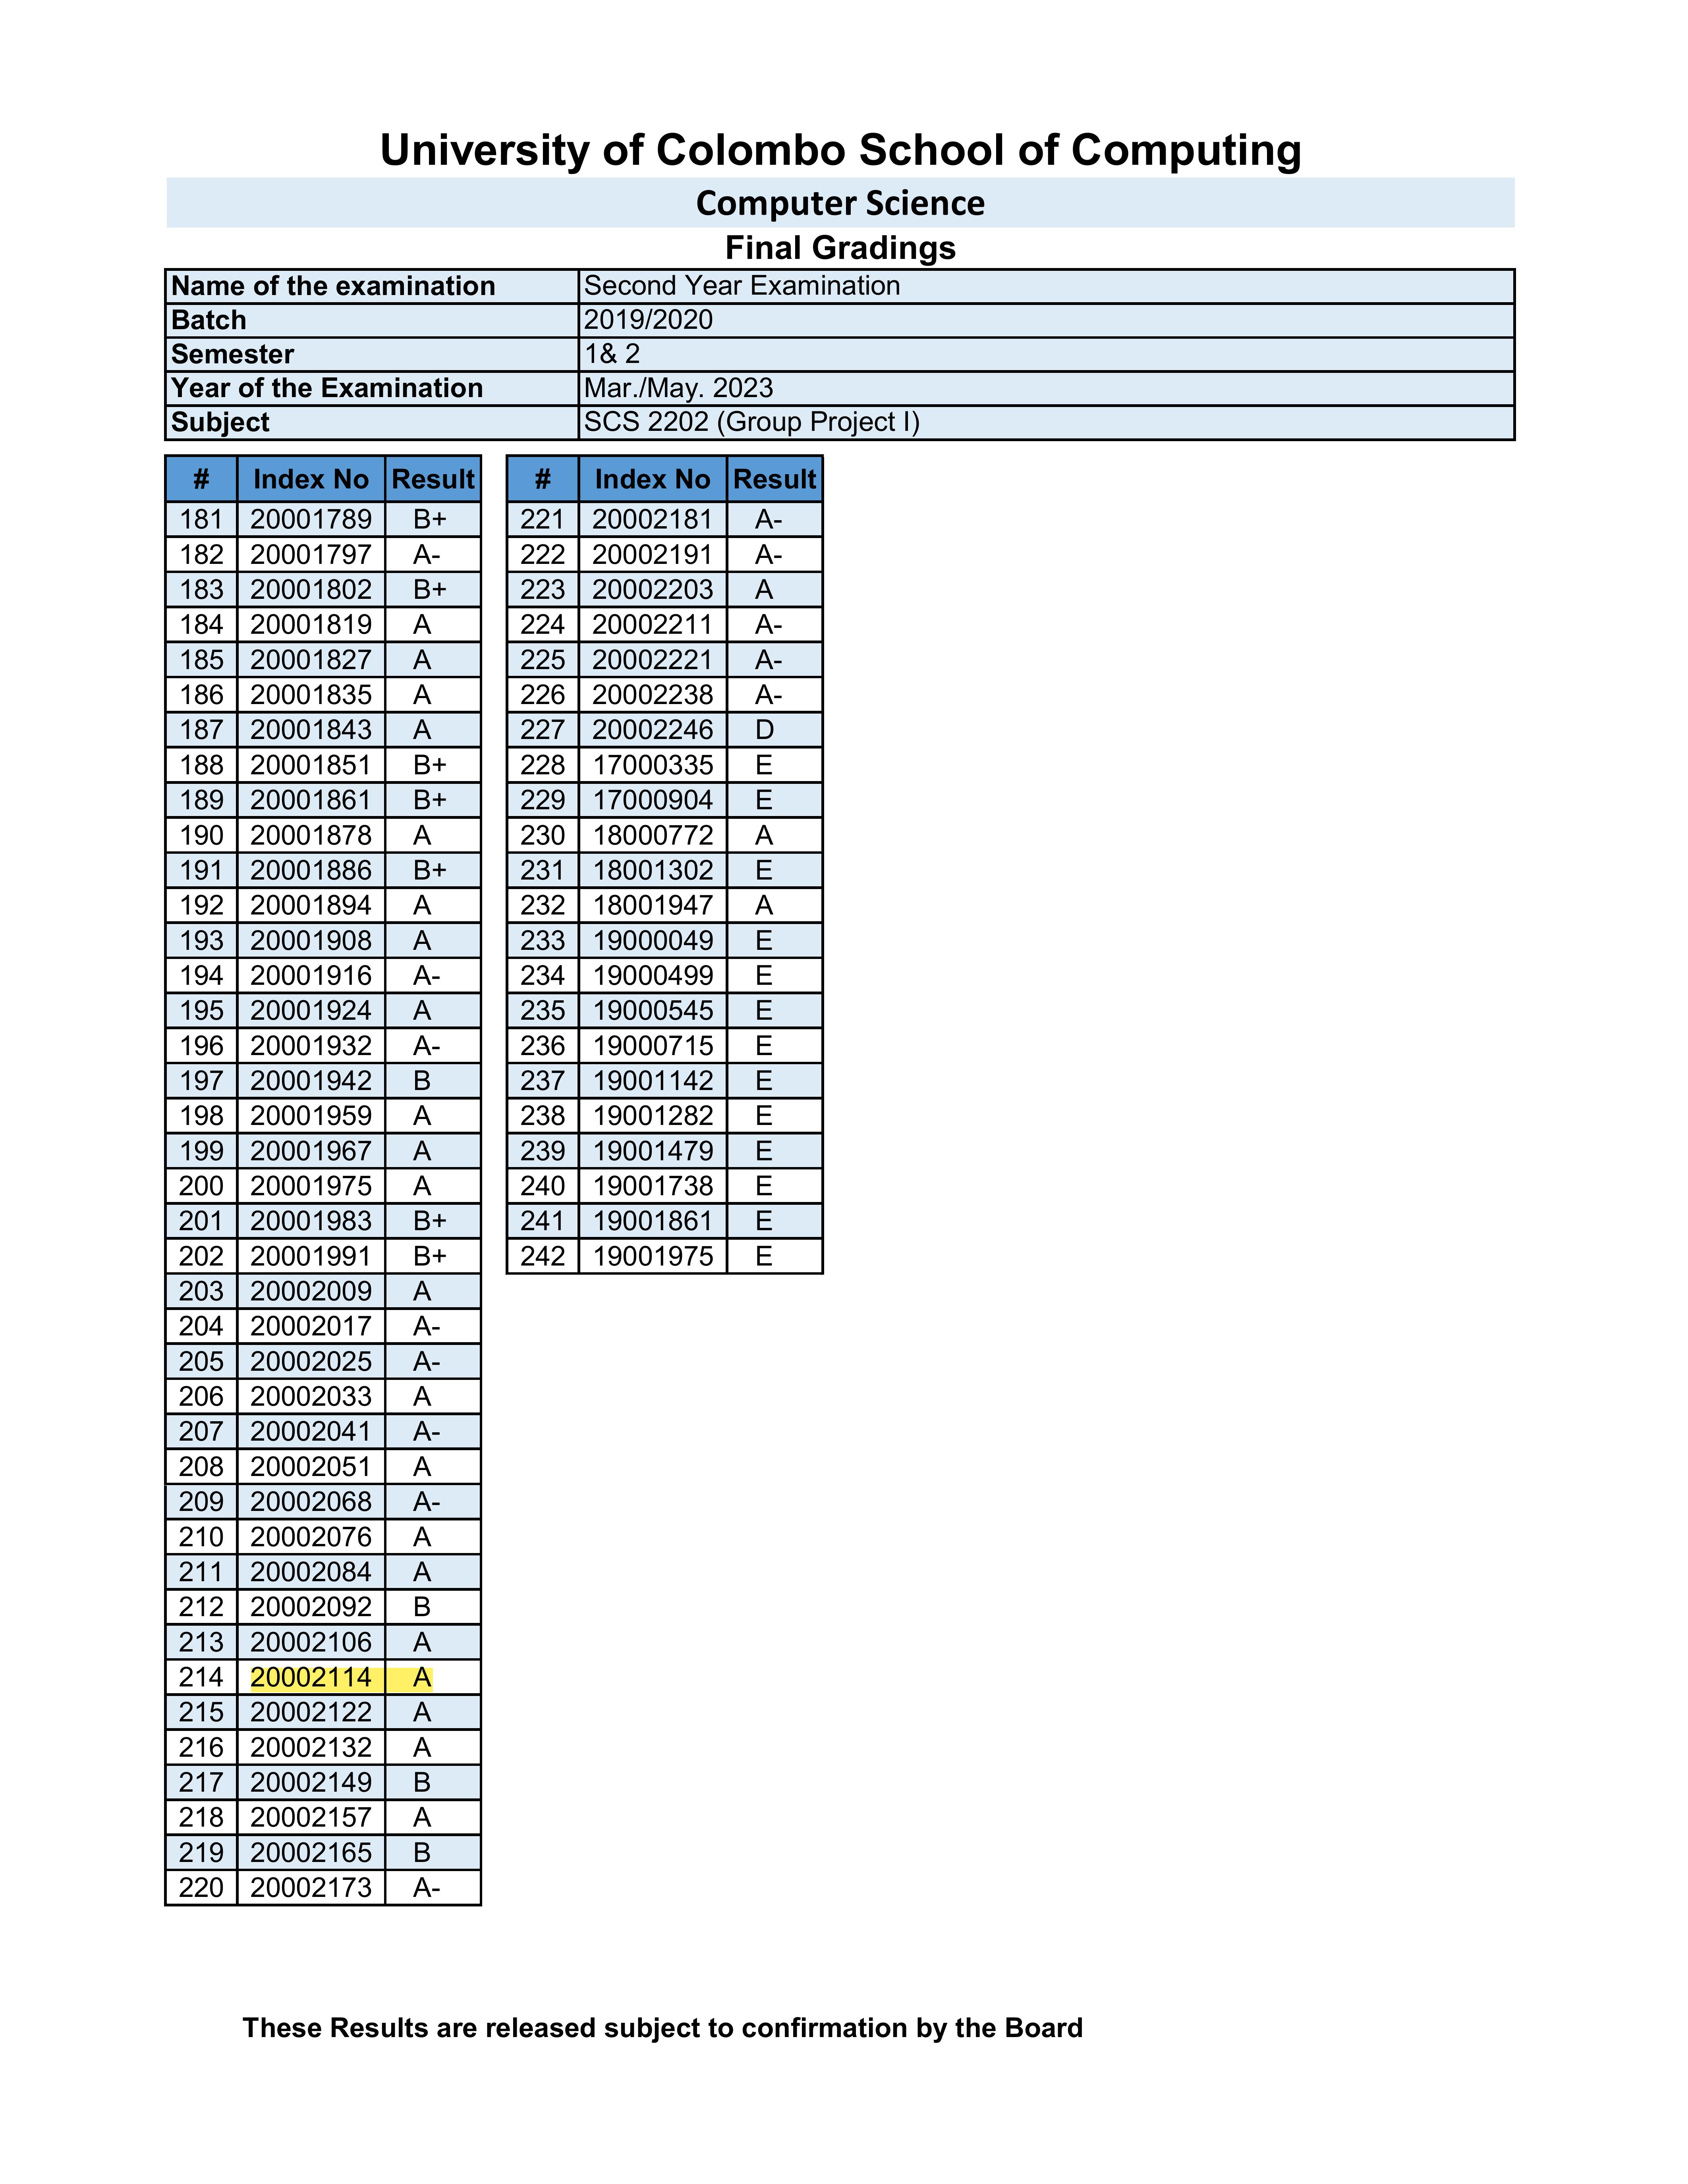 University of Colombo School of Computing
Computer Science
Final Gradings
Name of the examination Second Year Examination
Batch 2019/2020
Semester 1& 2
Year of the Examination Mar./May. 2023
Subject SCS 2202 (Group Project I)
# Index No Result
181 20001789 B+
182 20001797 A-
183 20001802 B+
184 20001819 A
185 20001827 A
186 20001835 A
187 20001843 A
188 20001851 B+
189 20001861 B+
190 20001878 A
191 20001886 B+
192 20001894 A
193 20001908 A
194 20001916 A-
195 20001924 A
196 20001932 A-
197 20001942 B
198 20001959 A
199 20001967 A
200 20001975 A
201 20001983 B+
202 20001991 B+
203 20002009 A
204 20002017 A-
205 20002025 A-
206 20002033 A
207 20002041 A-
208 20002051 A
209 20002068 A-
210 20002076 A
211 20002084 A
212 20002092 B
213 20002106 A
214 20002114 A
215 20002122 A
216 20002132 A
217 20002149 B
218 20002157 A
219 20002165 B
220 20002173 A-
# Index No Result
221 20002181 A-
222 20002191 A-
223 20002203 A
224 20002211 A-
225 20002221 A-
226 20002238 A-
227 20002246 D
228 17000335 E
229 17000904 E
230 18000772 A
231 18001302 E
232 18001947 A
233 19000049 E
234 19000499 E
235 19000545 E
236 19000715 E
237 19001142 E
238 19001282 E
239 19001479 E
240 19001738 E
241 19001861 E
242 19001975 E
These Results are released subject to confirmation by the Board